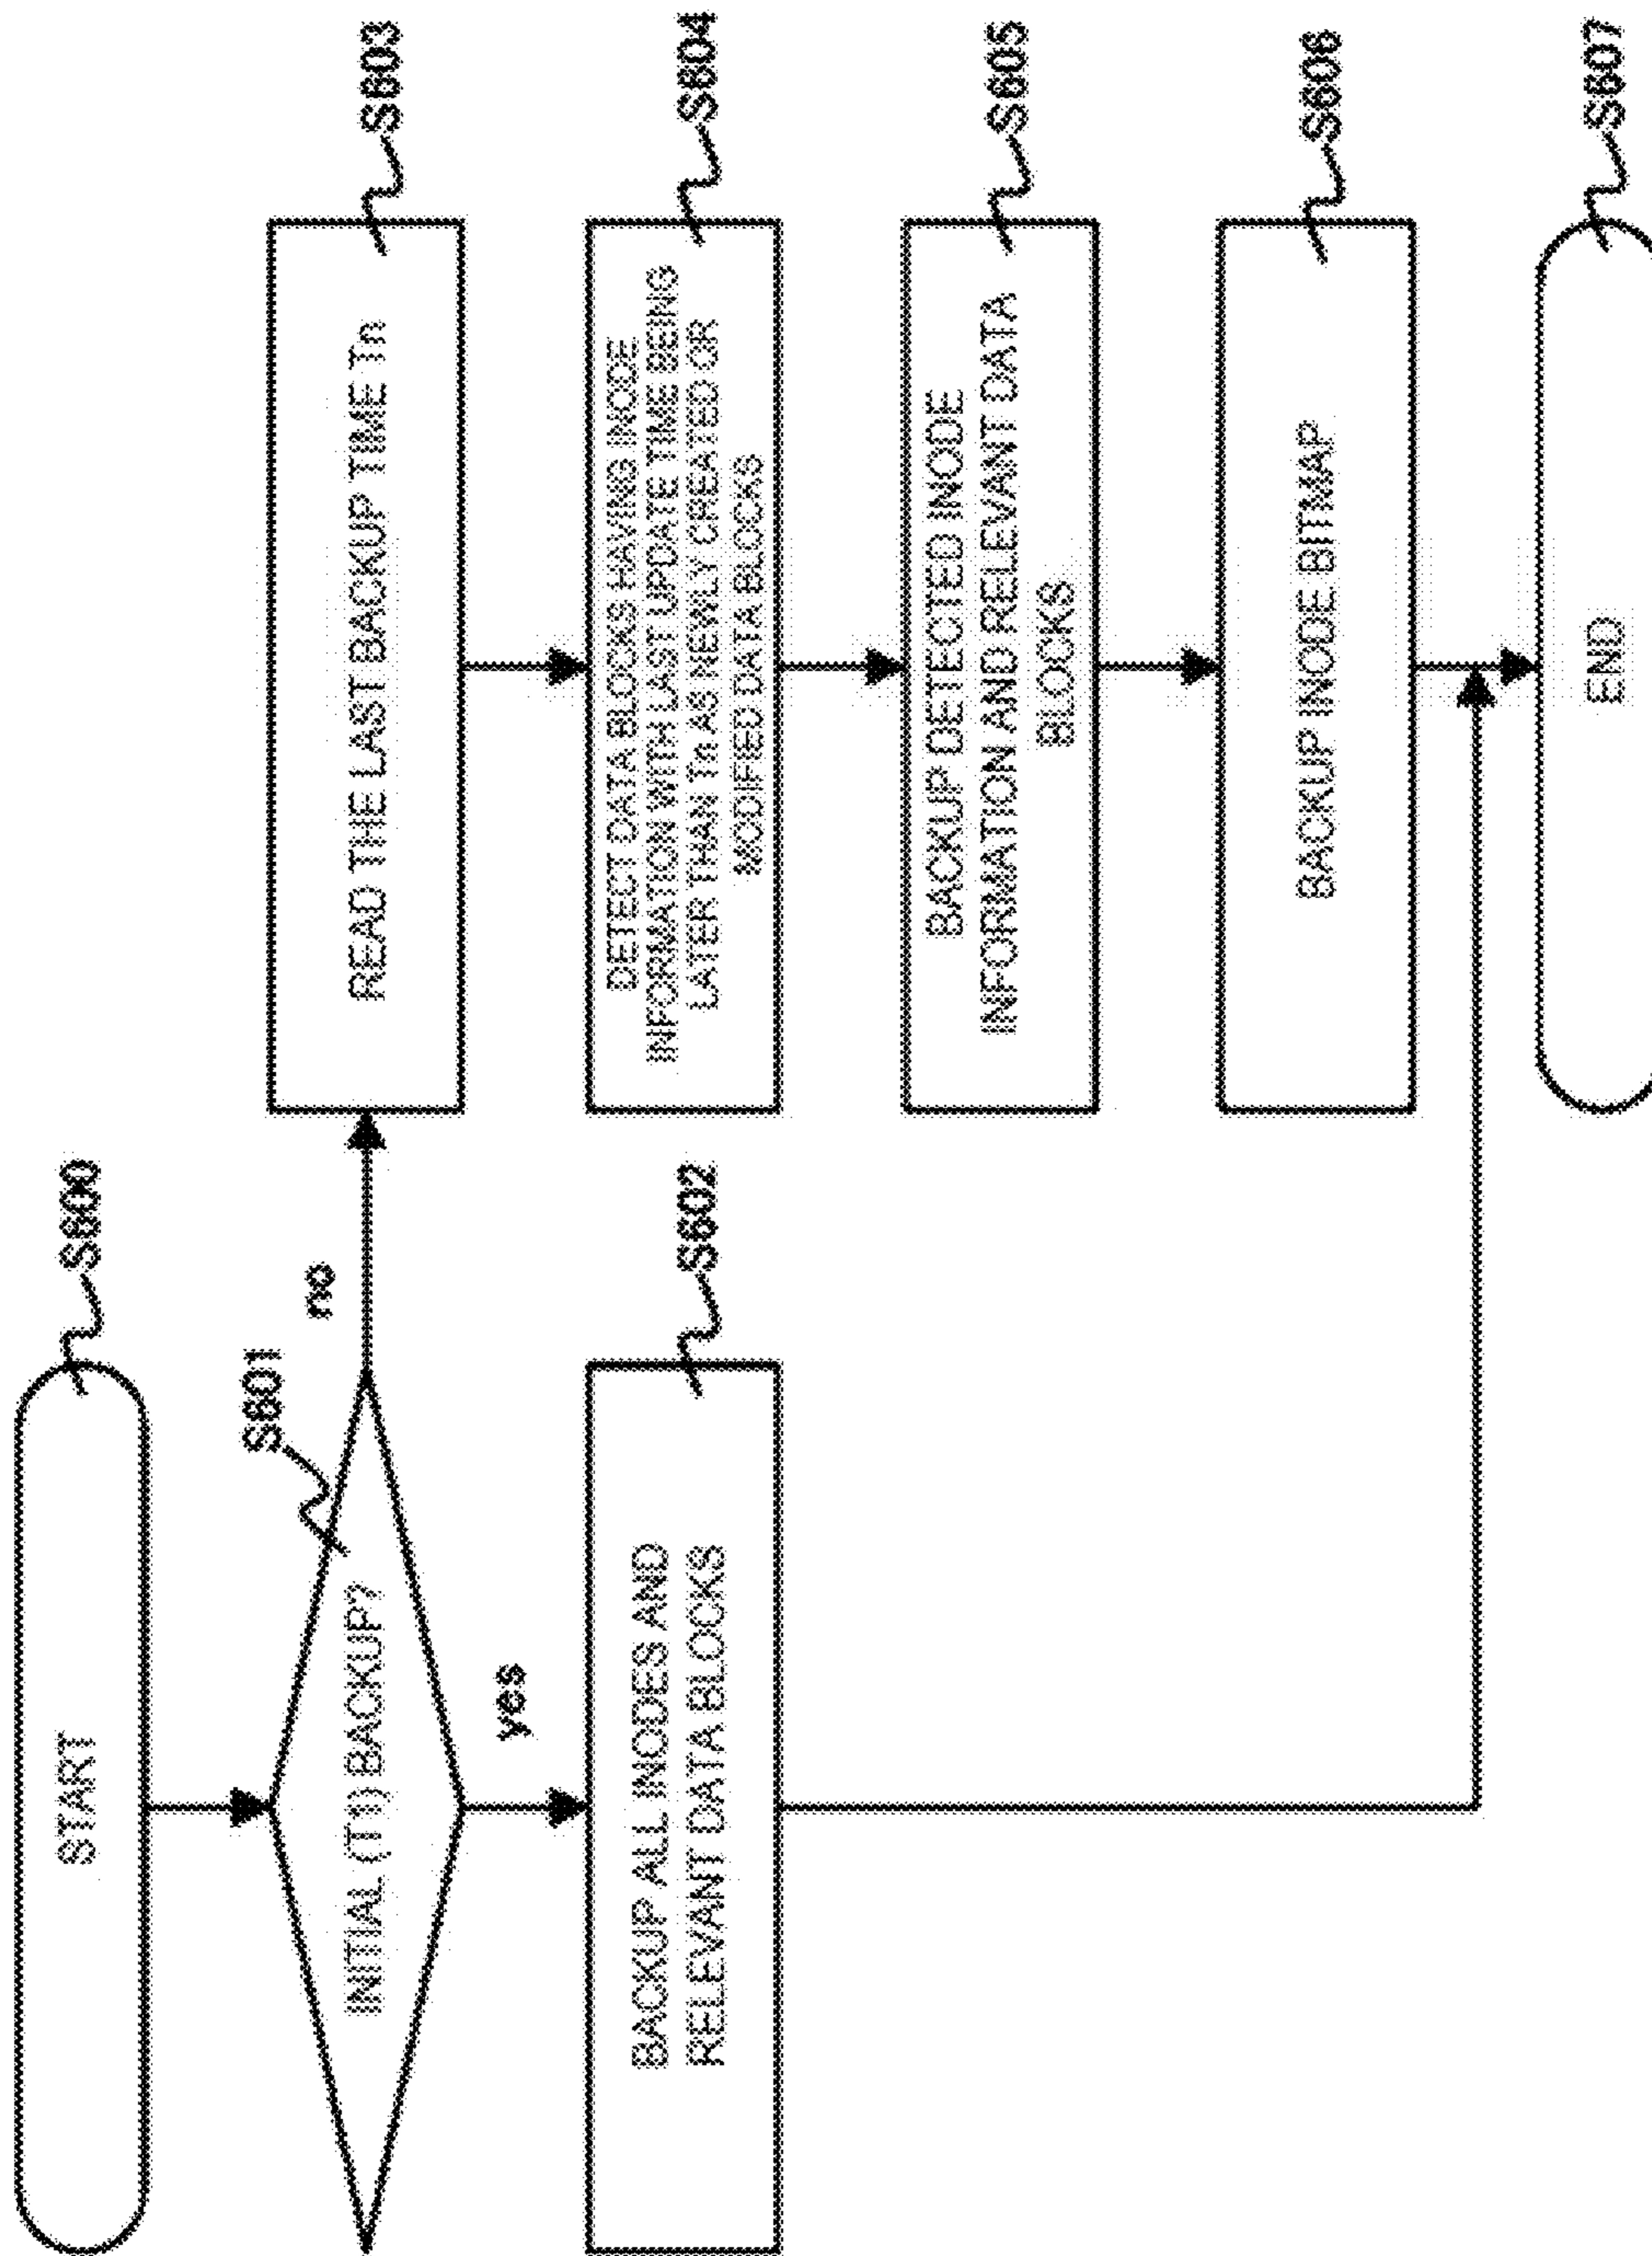 START
S600
INITIAL (T1) BACKUP?
S601
no
yes
BACKUP ALL INODES AND
RELEVANT DATA BLOCKS
S602
READ THE LAST BACKUP TIME Tn
S603
DETECT DATA BLOCKS HAVING INODE
INFORMATION WITH LAST UPDATE TIME BEING
LATER THAN Tn AS NEWLY CREATED OR
MODIFIED DATA BLOCKS
S604
BACKUP DETECTED INODE
INFORMATION AND RELEVANT DATA
BLOCKS
S605
BACKUP INODE BITMAP
S606
END
S607